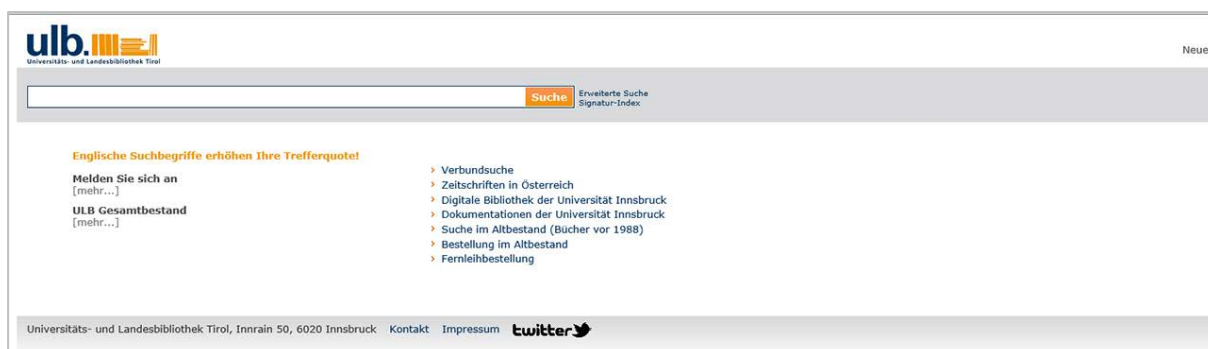 ulb.
Universitäts- und Landesbibliothek Tirol
Neue
Suche
Erweiterte Suche
Signatur-Index
Englische Suchbegriffe erhöhen Ihre Trefferquote!
Melden Sie sich an
[mehr...]
ULB Gesamtbestand
[mehr...]
› Verbundsuche
› Zeitschriften in Österreich
› Digitale Bibliothek der Universität Innsbruck
› Dokumentationen der Universität Innsbruck
› Suche im Altbestand (Bücher vor 1988)
› Bestellung im Altbestand
› Fernleihbestellung
Universitäts- und Landesbibliothek Tirol, Innrain 50, 6020 Innsbruck Kontakt Impressum twitter